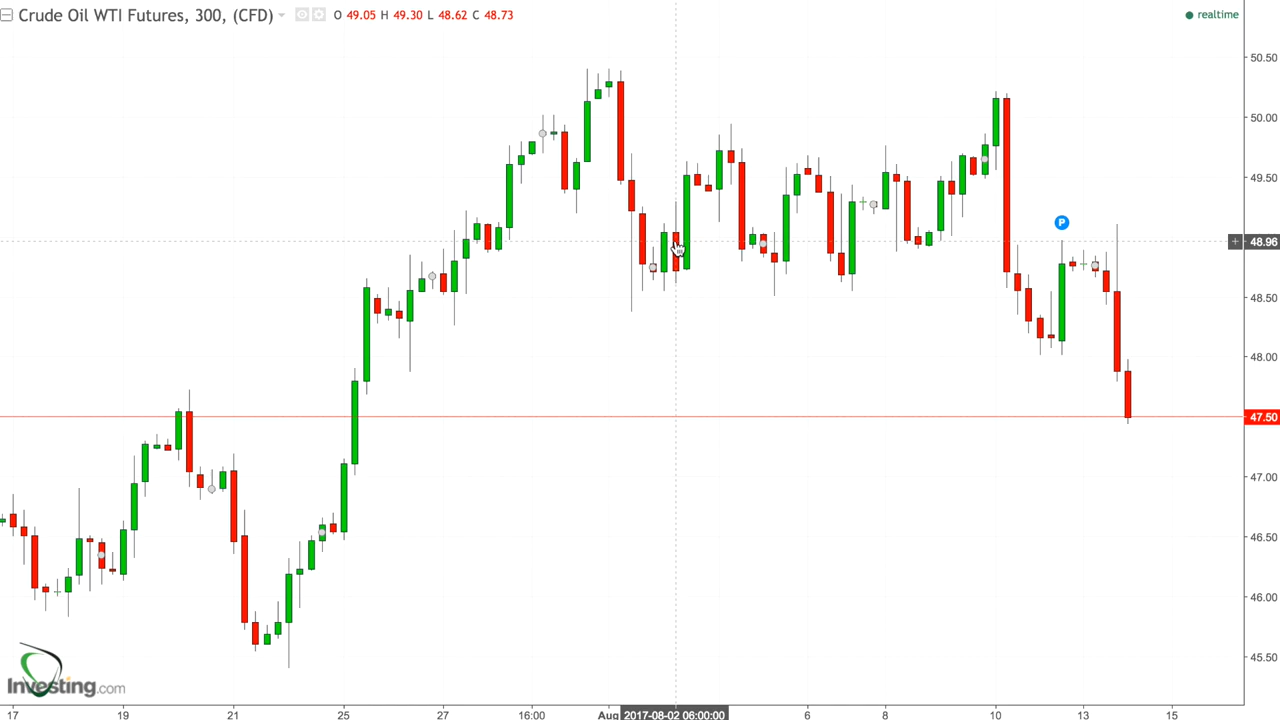 Crude Oil WTI Futures, 300, (CFD) O 49.05 H 49.30 L 48.62 C 48.73
realtime
50.50
50.00
49.50
P
48.96
48.50
48.00
47.50
47.00
46.50
46.00
45.50
Investing.com
17 19 21 25 27 16:00 Aug 2017-08-02 06:00:00 6 8 10 13 15